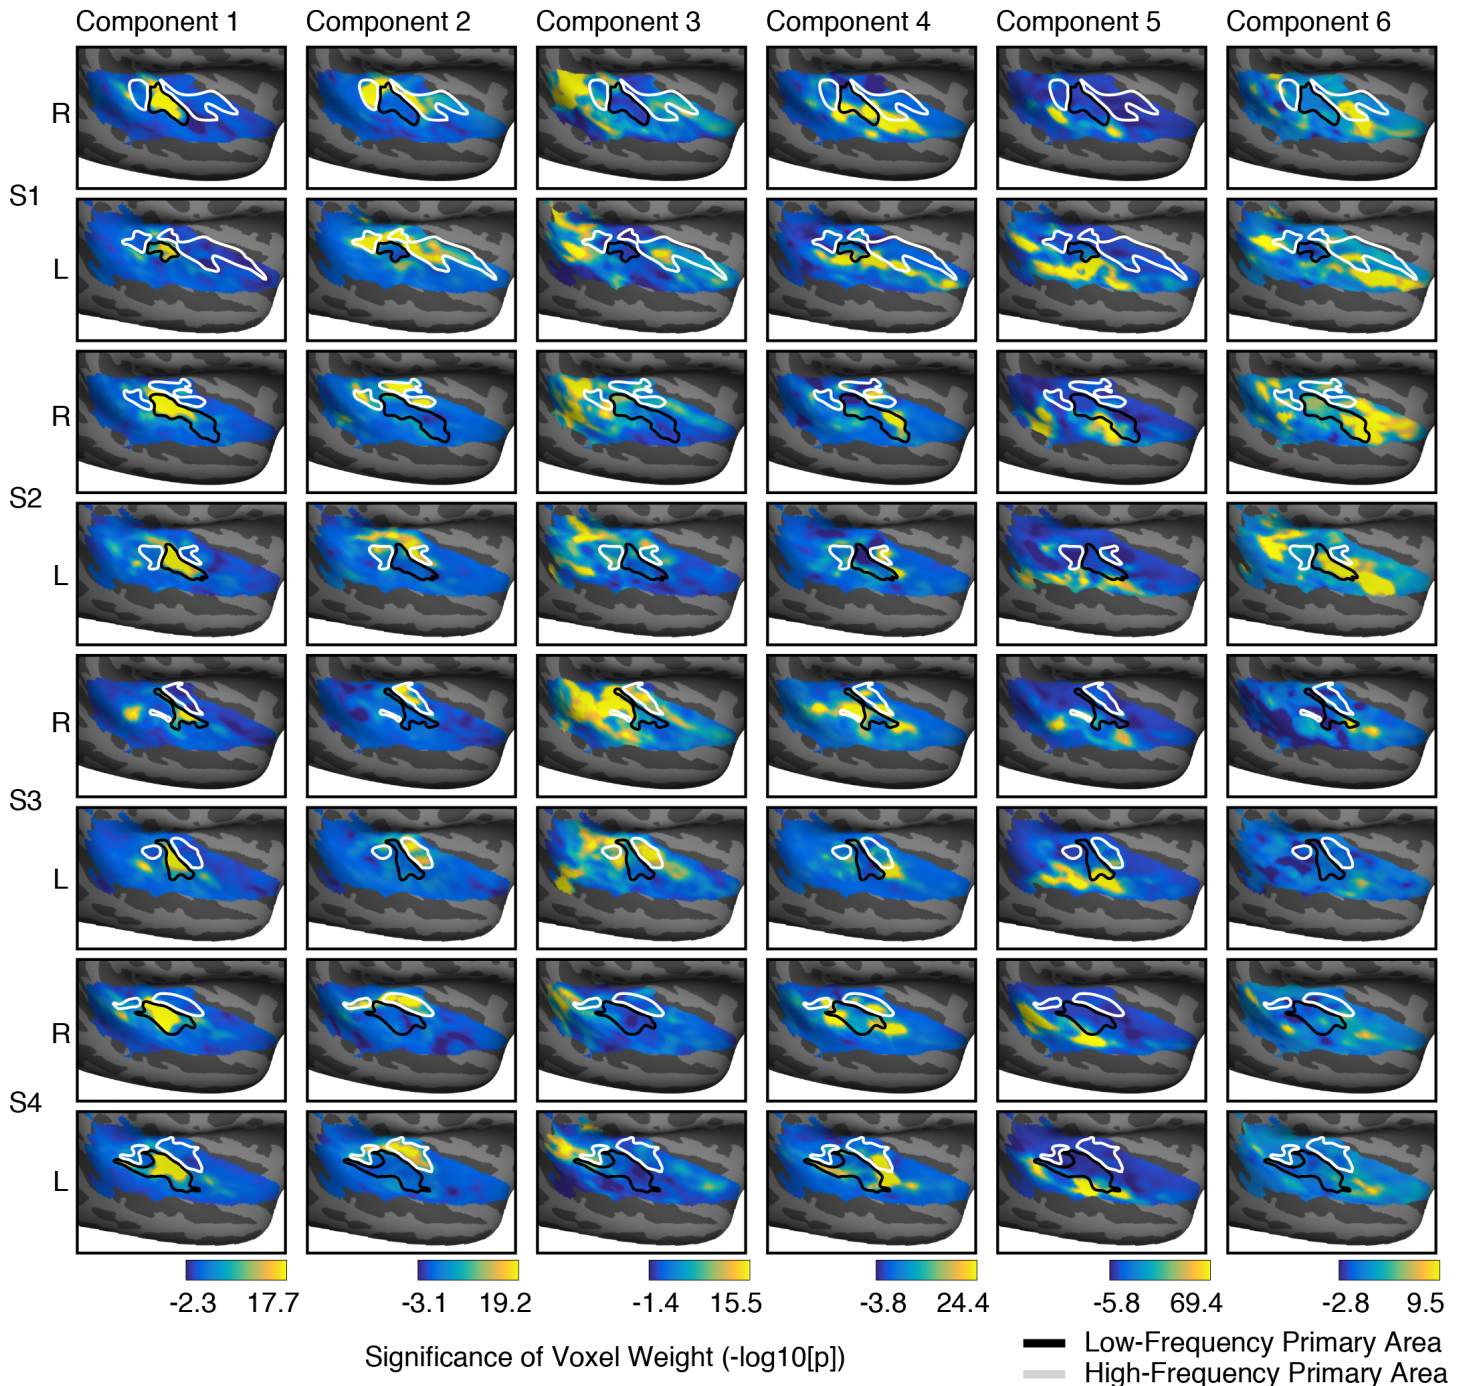 Component 1 Component 2 Component 3 Component 4 Component 5 Component 6
R
S1
L
R
S2
L
R
S3
L
R
S4
L
-2.3 17.7 -3.1 19.2 -1.4 15.5 -3.8 24.4 -5.8 69.4 -2.8 9.5
Significance of Voxel Weight (-log10[p])
Low-Frequency Primary Area
High-Frequency Primary Area